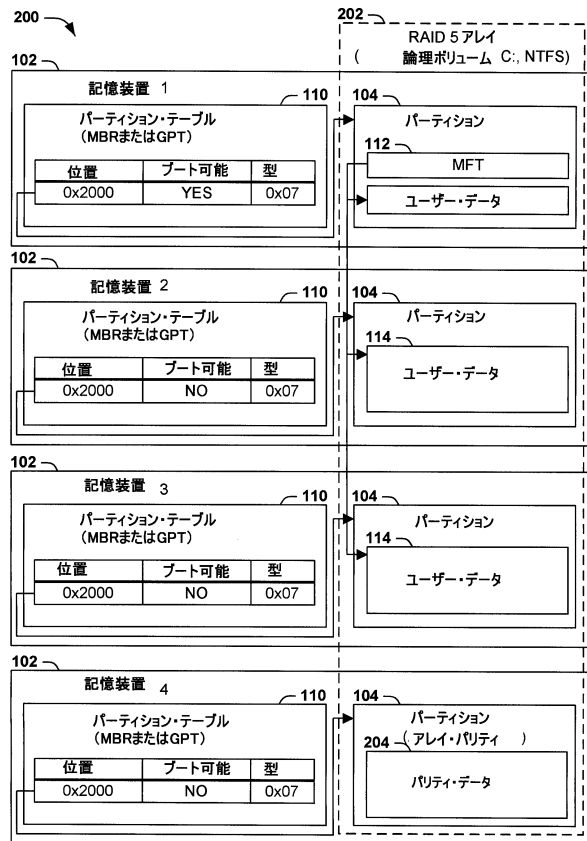 200
202
RAID 5 アレイ
( 論理ボリューム C:, NTFS)
102
記憶装置 1
110
パーティション・テーブル
(MBRまたはGPT)
位置 ブート可能 型
0x2000 YES 0x07
104
パーティション
112
MFT
ユーザー・データ
102
記憶装置 2
110
パーティション・テーブル
(MBRまたはGPT)
位置 ブート可能 型
0x2000 NO 0x07
104
パーティション
114
ユーザー・データ
102
記憶装置 3
110
パーティション・テーブル
(MBRまたはGPT)
位置 ブート可能 型
0x2000 NO 0x07
104
パーティション
114
ユーザー・データ
102
記憶装置 4
110
パーティション・テーブル
(MBRまたはGPT)
位置 ブート可能 型
0x2000 NO 0x07
104
パーティション
( アレイ・パリティ )
204
パリティ・データ